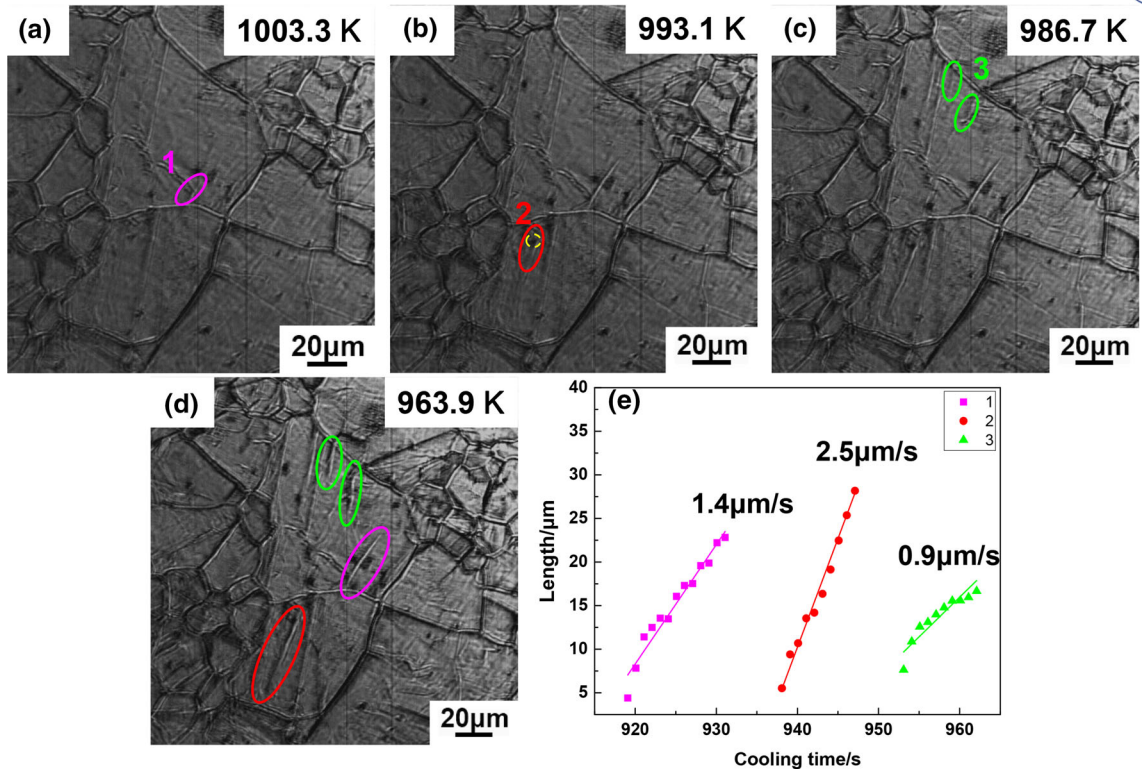 (a)
1003.3 K
1
20μm
(b)
993.1 K
2
20μm
(c)
986.7 K
3
20μm
(d)
963.9 K
20μm
(e)
1
2
3
2.5μm/s
1.4μm/s
0.9μm/s
40
35
30
25
20
15
10
5
Length/μm
920 930 940 950 960
Cooling time/s